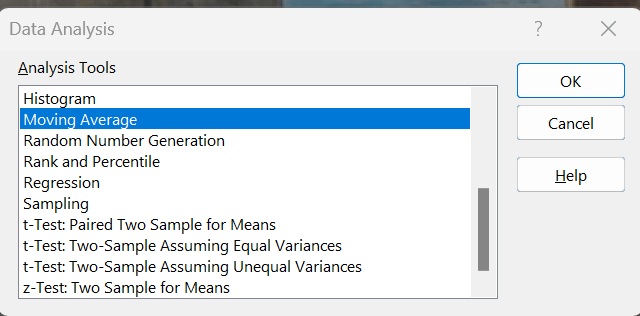 Data Analysis
?
Analysis Tools
Histogram
Moving Average
Random Number Generation
Rank and Percentile
Regression
Sampling
t-Test: Paired Two Sample for Means
t-Test: Two-Sample Assuming Equal Variances
t-Test: Two-Sample Assuming Unequal Variances
z-Test: Two Sample for Means
OK
Cancel
Help